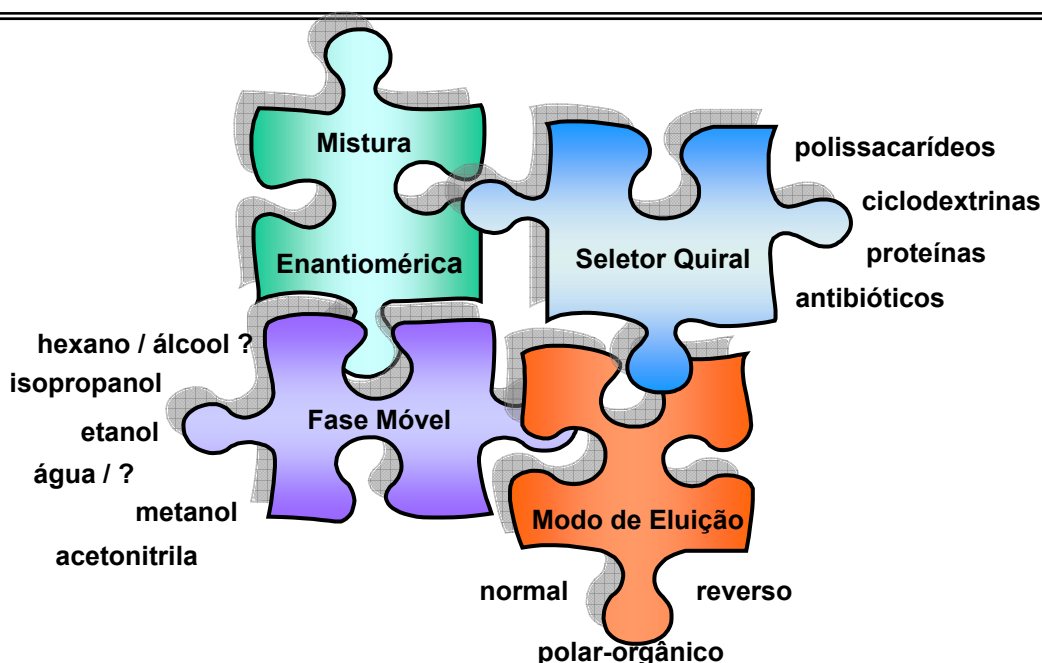 Mistura
Enantiomérica
Seletor Quiral
polissacarídeos
ciclodextrinas
proteínas
antibióticos
hexano / álcool ?
isopropanol
etanol
água / ?
metanol
acetonitrila
Fase Móvel
Modo de Eluição
normal
reverso
polar-orgânico